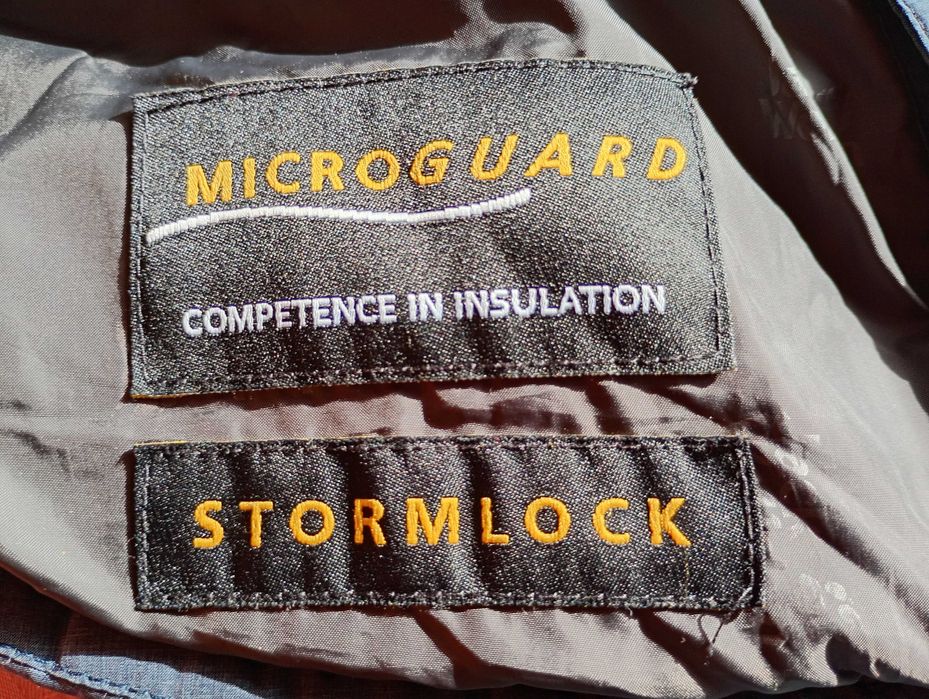 MICROGUARD
COMPETENCE IN INSULATION
STORMLOCK